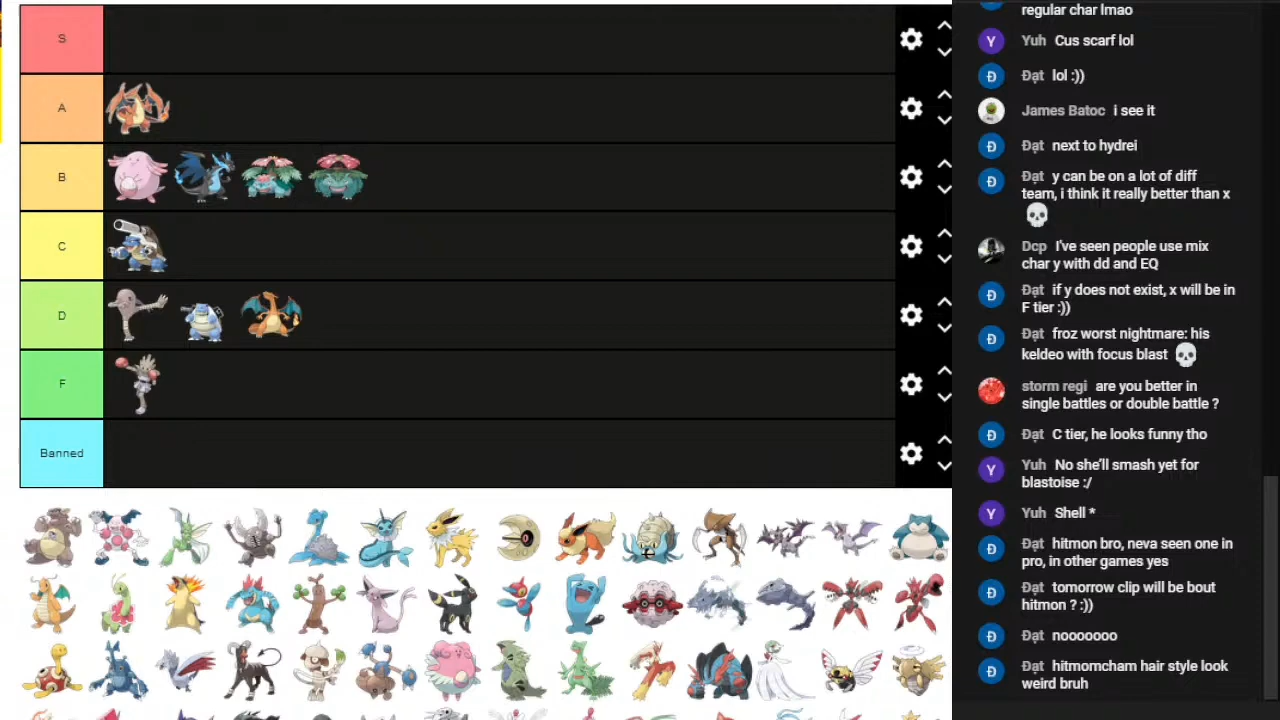 S
A
B
C
D
F
Banned
regular char lmao
Y Yuh Cus scarf lol
Đ Đạt lol :))
James Batoc i see it
Đ Đạt next to hydrei
Đ Đạt y can be on a lot of diff
team, i think it really better than x
Dcp I've seen people use mix
char y with dd and EQ
Đ Đạt if y does not exist, x will be in
F tier :))
Đ Đạt froz worst nightmare: his
keldeo with focus blast
storm regi are you better in
single battles or double battle ?
Đ Đạt C tier, he looks funny tho
Y Yuh No she'll smash yet for
blastoise :/
Y Yuh Shell *
Đ Đạt hitmon bro, neva seen one in
pro, in other games yes
Đ Đạt tomorrow clip will be bout
hitmon ? :))
Đ Đạt nooooooo
Đ Đạt hitmomcham hair style look
weird bruh